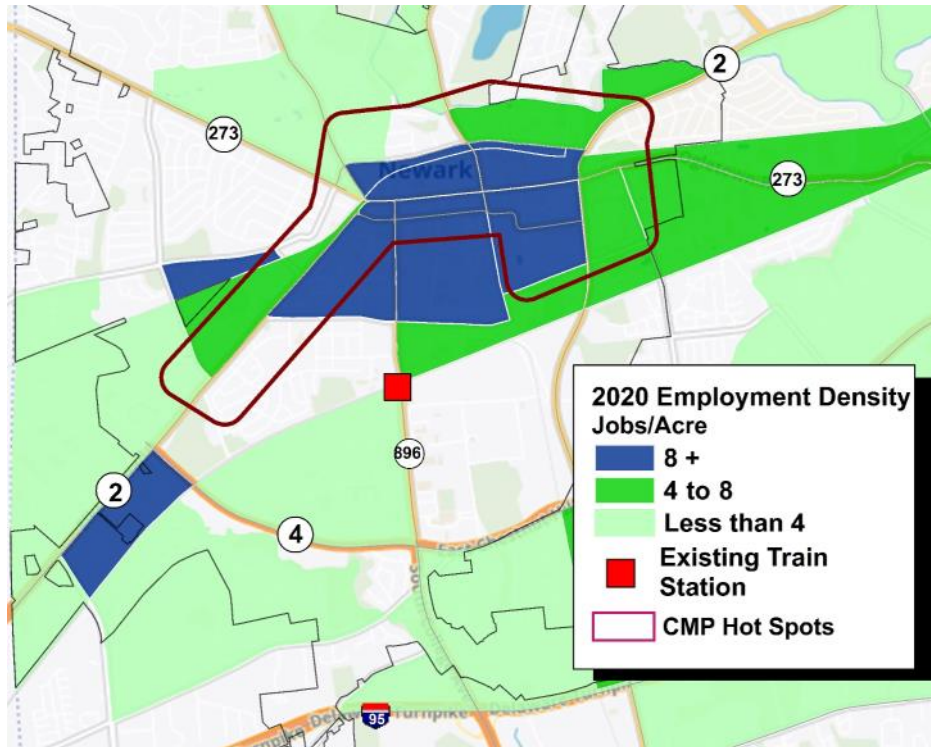 2
273
Newark
273
2020 Employment Density
Jobs/Acre
8 +
4 to 8
Less than 4
Existing Train
Station
CMP Hot Spots
896
2
4
95